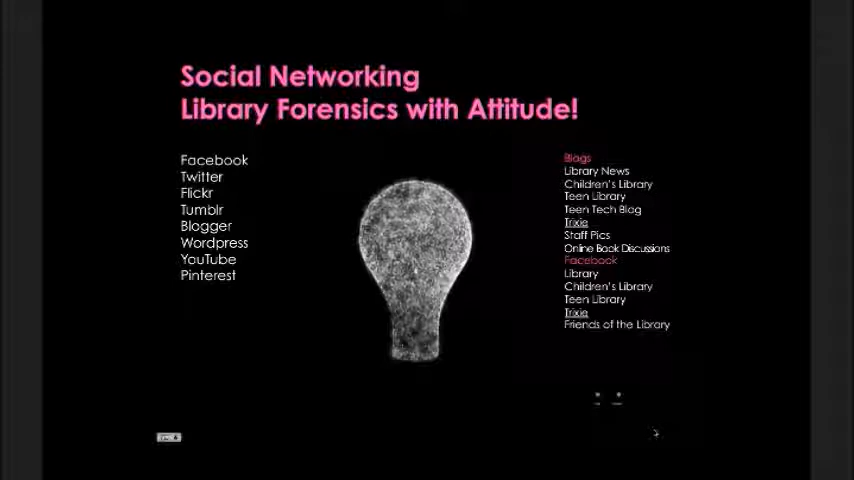 Social Networking
Library Forensics with Attitude!
Facebook
Twitter
Flickr
Tumblr
Blogger
Wordpress
YouTube
Pinterest
Blogs
Library News
Children's Library
Teen Library
Teen Tech Blog
Trixie
Staff Pics
Online Book Discussions
Facebook
Library
Children's Library
Teen Library
Trixie
Friends of the Library